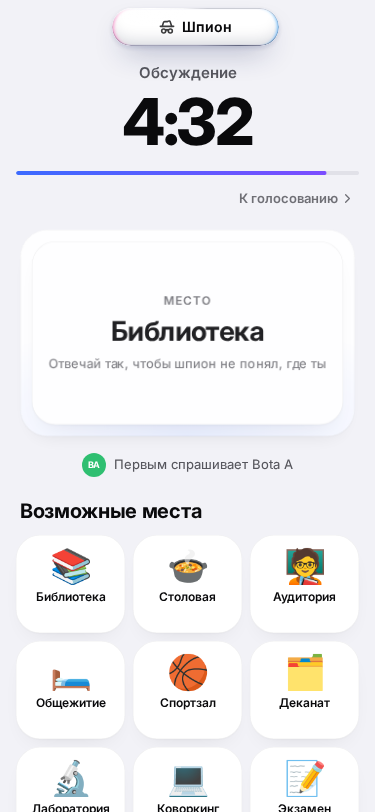 Шпион
Обсуждение
4:32
К голосованию
МЕСТО
Библиотека
Отвечай так, чтобы шпион не понял, где ты
BA
Первым спрашивает Bota A
Возможные места
Библиотека
Столовая
Аудитория
Общежитие
Спортзал
Деканат
Лаборатория
Коворкинг
Экзамен